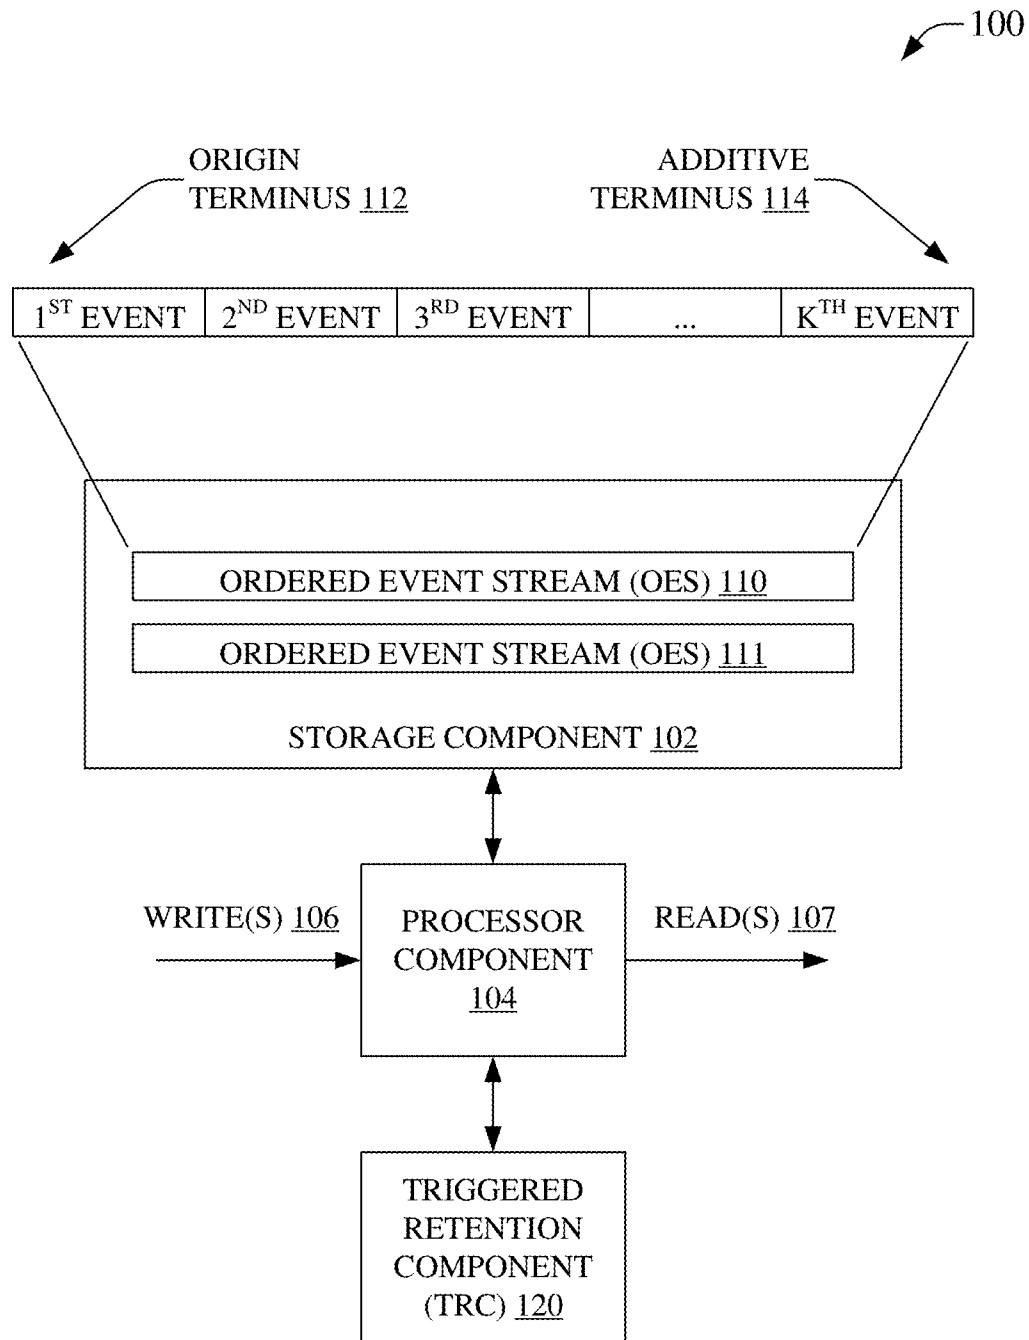 100
ORIGIN
TERMINUS 112
ADDITIVE
TERMINUS 114
1ST EVENT
2ND EVENT
3RD EVENT
...
KTH EVENT
ORDERED EVENT STREAM (OES) 110
ORDERED EVENT STREAM (OES) 111
STORAGE COMPONENT 102
WRITE(S) 106
PROCESSOR
COMPONENT
104
READ(S) 107
TRIGGERED
RETENTION
COMPONENT
(TRC) 120